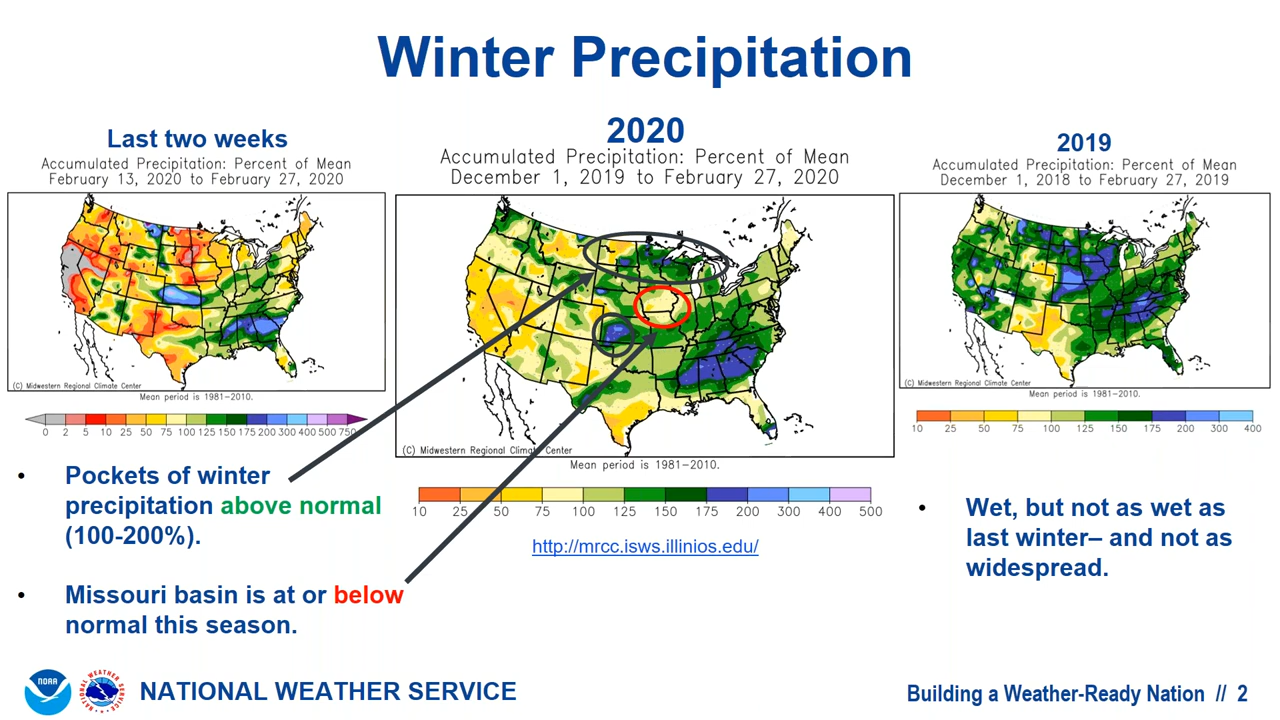 Winter Precipitation
Last two weeks
Accumulated Precipitation: Percent of Mean
February 13, 2020 to February 27, 2020
(C) Midwestern Regional Climate Center
Mean period is 1981-2010.
0 2 5 10 25 50 75 100 125 150 175 200 300 400 500 750
2020
Accumulated Precipitation: Percent of Mean
December 1, 2019 to February 27, 2020
(C) Midwestern Regional Climate Center
Mean period is 1981-2010.
10 25 50 75 100 125 150 175 200 300 400 500
http://mrcc.isws.illinios.edu/
2019
Accumulated Precipitation: Percent of Mean
December 1, 2018 to February 27, 2019
(C) Midwestern Regional Climate Center
Mean period is 1981-2010.
10 25 50 75 100 125 150 175 200 300 400
• Pockets of winter
precipitation above normal
(100-200%).
• Missouri basin is at or below
normal this season.
• Wet, but not as wet as
last winter– and not as
widespread.
NOAA
NATIONAL WEATHER SERVICE
NATIONAL WEATHER SERVICE
Building a Weather-Ready Nation // 2